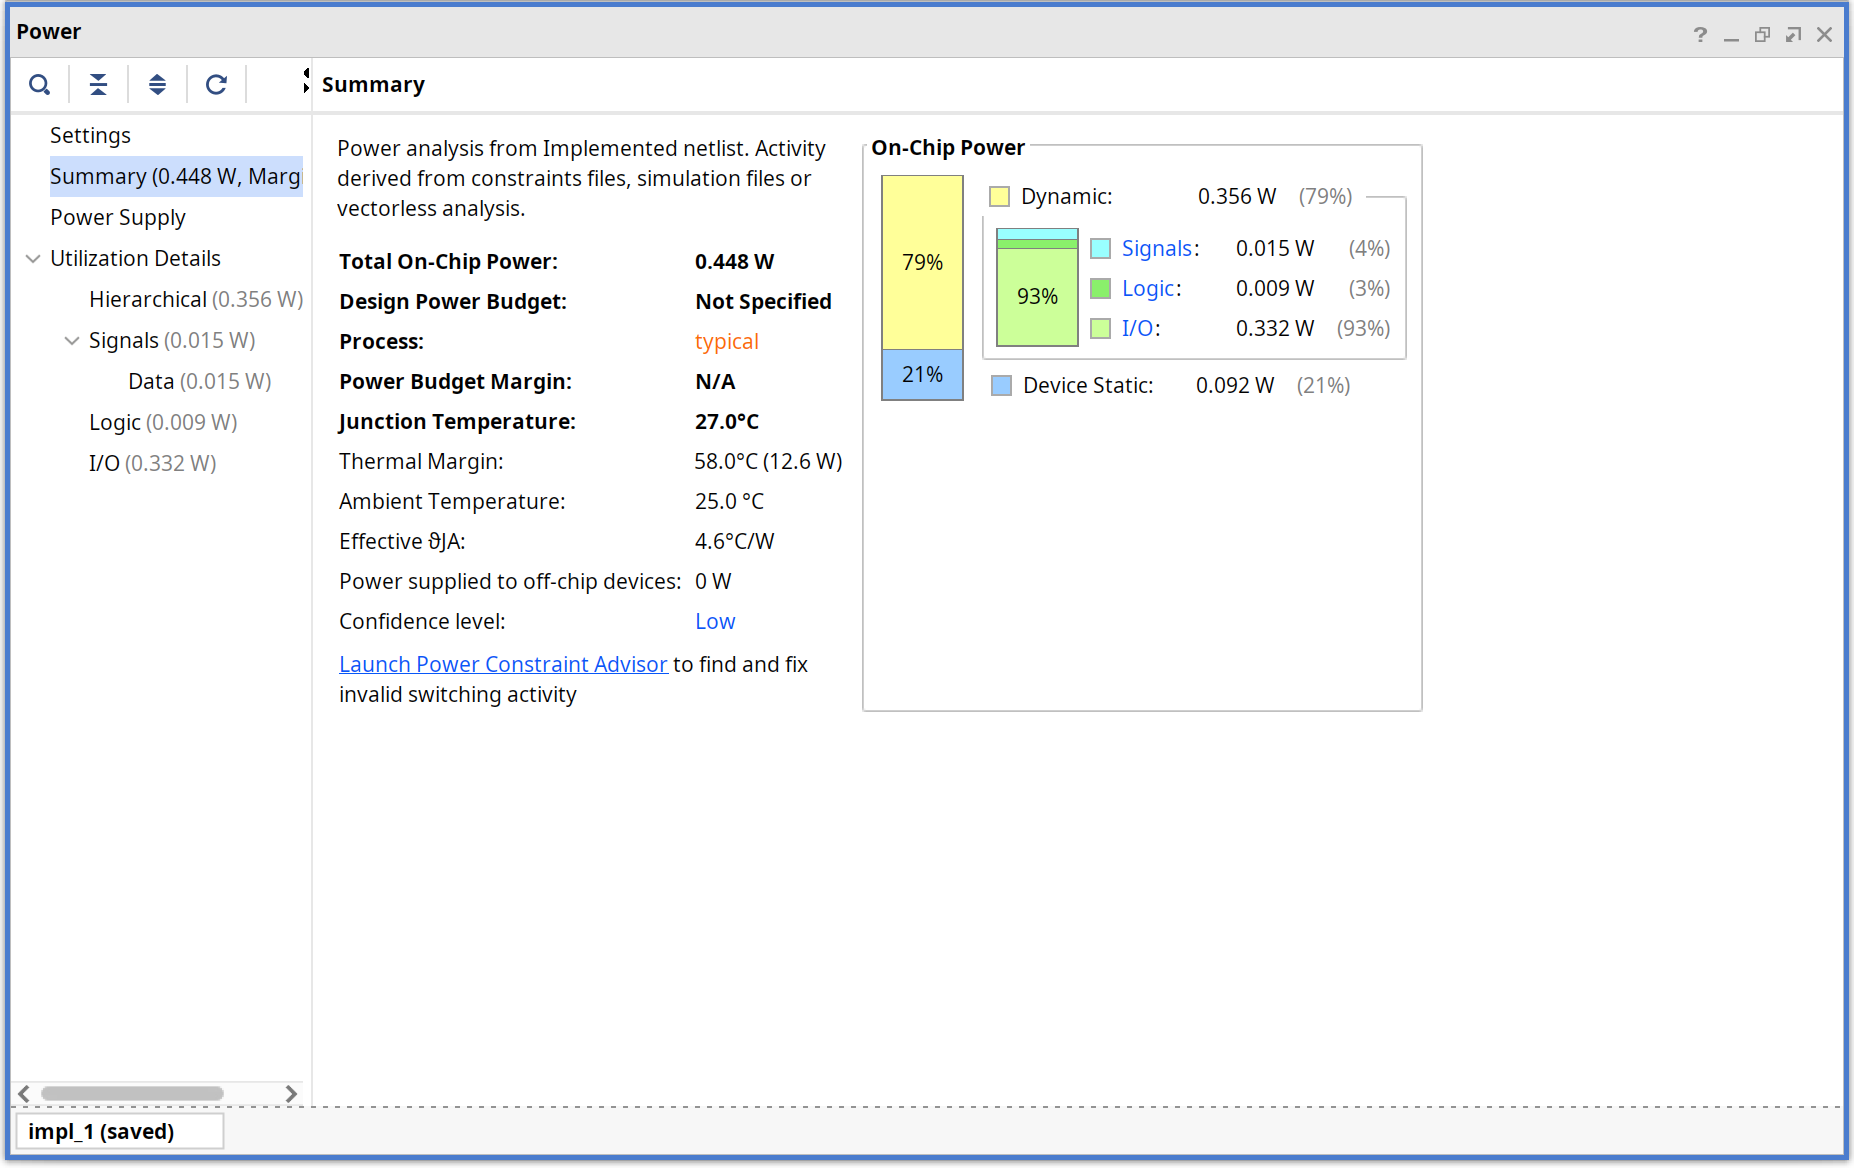 Power
?
Summary
Settings
Summary (0.448 W, Margi
Power Supply
Utilization Details
Hierarchical (0.356 W)
Signals (0.015 W)
Data (0.015 W)
Logic (0.009 W)
I/O (0.332 W)
Power analysis from Implemented netlist. Activity
derived from constraints files, simulation files or
vectorless analysis.
Total On-Chip Power: 0.448 W
Design Power Budget: Not Specified
Process: typical
Power Budget Margin: N/A
Junction Temperature: 27.0°C
Thermal Margin: 58.0°C (12.6 W)
Ambient Temperature: 25.0 °C
Effective ϑJA: 4.6°C/W
Power supplied to off-chip devices: 0 W
Confidence level: Low
Launch Power Constraint Advisor to find and fix
invalid switching activity
On-Chip Power
79%
21%
Dynamic: 0.356 W (79%)
93%
Signals: 0.015 W (4%)
Logic: 0.009 W (3%)
I/O: 0.332 W (93%)
Device Static: 0.092 W (21%)
impl_1 (saved)